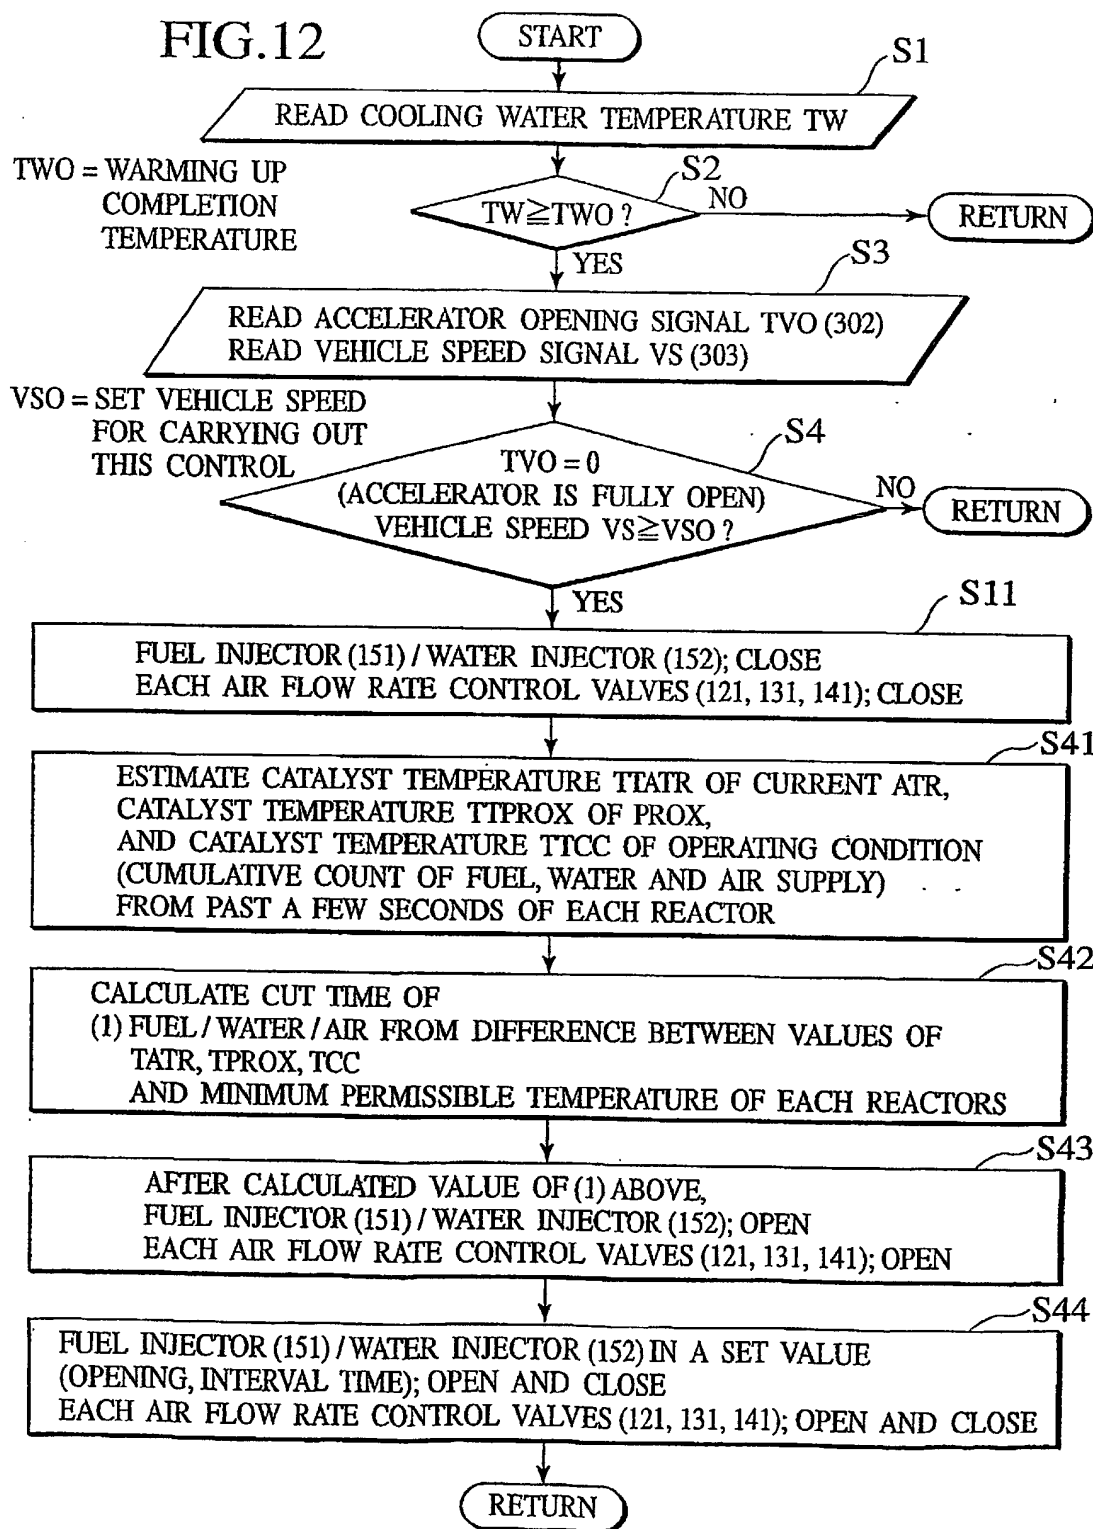 FIG.12
START
S1
READ COOLING WATER TEMPERATURE TW
TWO = WARMING UP
COMPLETION
TEMPERATURE
S2
TW≧TWO ?
NO
RETURN
YES
S3
READ ACCELERATOR OPENING SIGNAL TVO (302)
READ VEHICLE SPEED SIGNAL VS (303)
VSO = SET VEHICLE SPEED
FOR CARRYING OUT
THIS CONTROL
S4
TVO = 0
(ACCELERATOR IS FULLY OPEN)
VEHICLE SPEED VS≧VSO ?
NO
RETURN
YES
S11
FUEL INJECTOR (151) / WATER INJECTOR (152); CLOSE
EACH AIR FLOW RATE CONTROL VALVES (121, 131, 141); CLOSE
S41
ESTIMATE CATALYST TEMPERATURE TTATR OF CURRENT ATR,
CATALYST TEMPERATURE TTPROX OF PROX,
AND CATALYST TEMPERATURE TTCC OF OPERATING CONDITION
(CUMULATIVE COUNT OF FUEL, WATER AND AIR SUPPLY)
FROM PAST A FEW SECONDS OF EACH REACTOR
S42
CALCULATE CUT TIME OF
(1) FUEL / WATER / AIR FROM DIFFERENCE BETWEEN VALUES OF
TATR, TPROX, TCC
AND MINIMUM PERMISSIBLE TEMPERATURE OF EACH REACTORS
S43
AFTER CALCULATED VALUE OF (1) ABOVE,
FUEL INJECTOR (151) / WATER INJECTOR (152); OPEN
EACH AIR FLOW RATE CONTROL VALVES (121, 131, 141); OPEN
S44
FUEL INJECTOR (151) / WATER INJECTOR (152) IN A SET VALUE
(OPENING, INTERVAL TIME); OPEN AND CLOSE
EACH AIR FLOW RATE CONTROL VALVES (121, 131, 141); OPEN AND CLOSE
RETURN